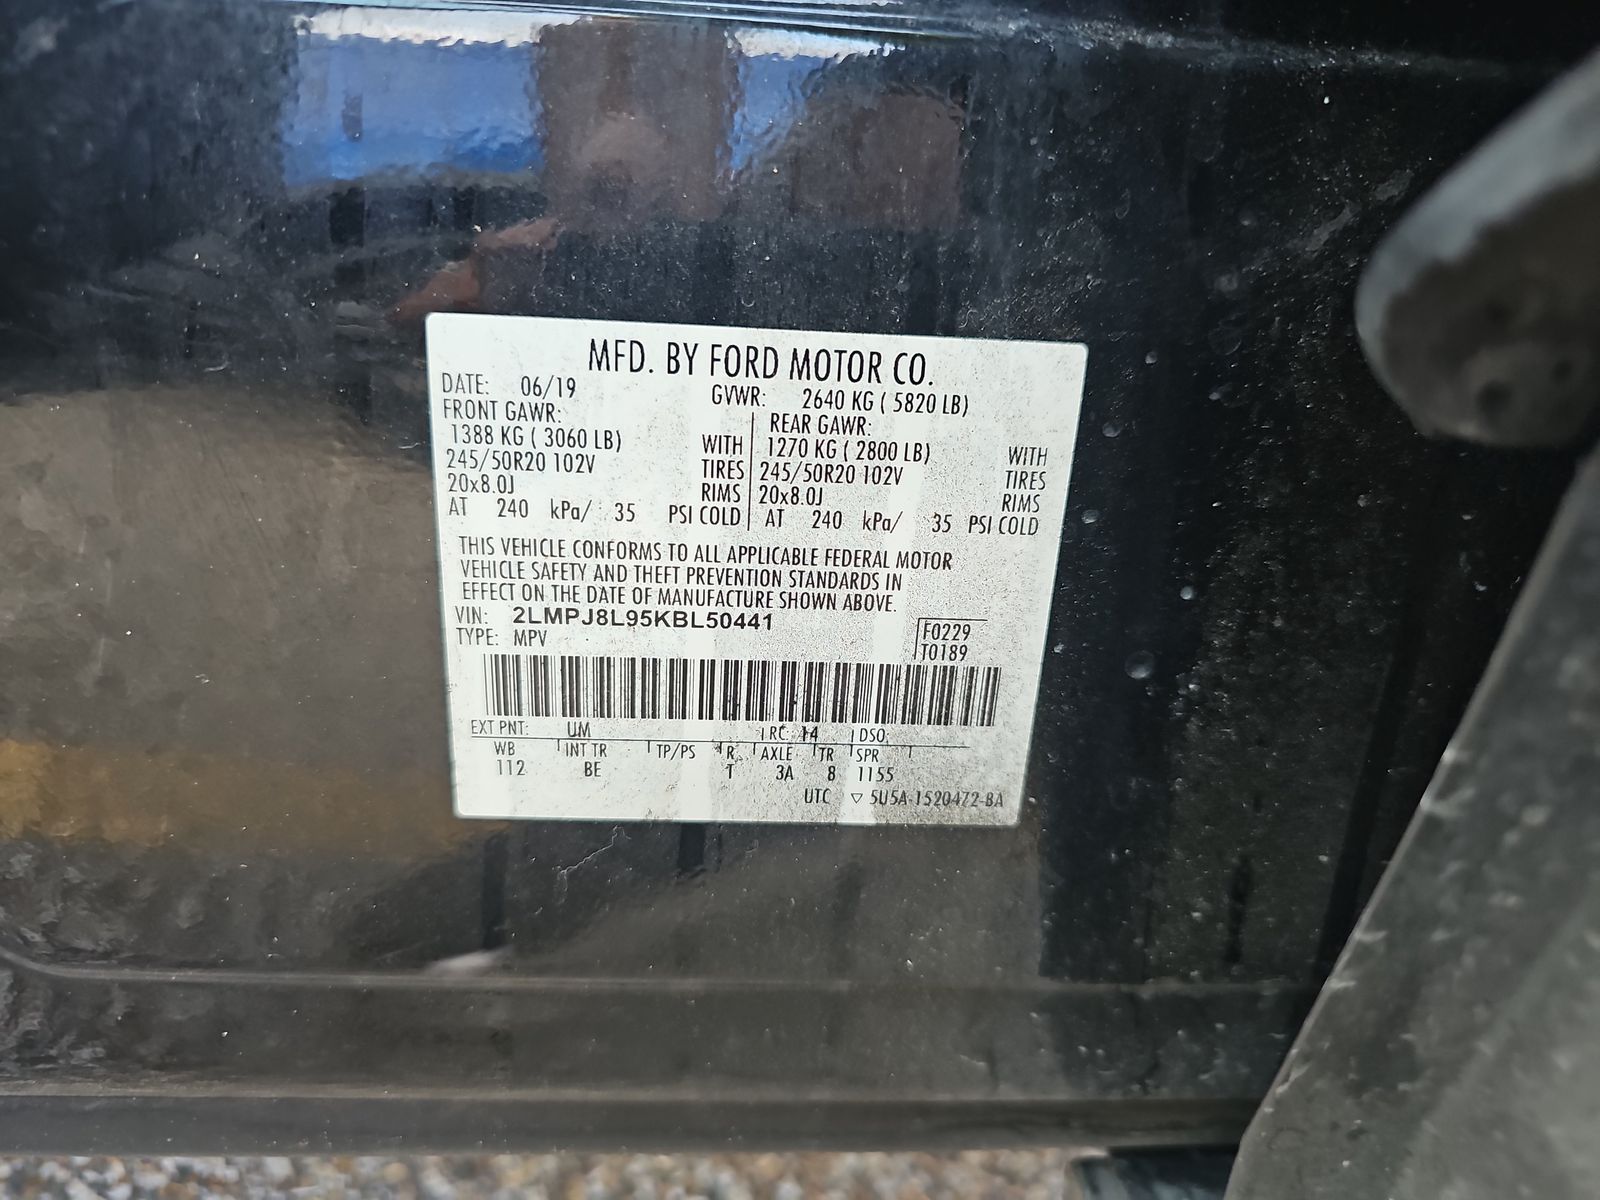 MFD. BY FORD MOTOR CO.
DATE: 06/19 GVWR: 2640 KG ( 5820 LB)
FRONT GAWR: REAR GAWR:
1388 KG ( 3060 LB) WITH 1270 KG ( 2800 LB) WITH
245/50R20 102V TIRES 245/50R20 102V TIRES
20x8.0J RIMS 20x8.0J RIMS
AT 240 kPa/ 35 PSI COLD AT 240 kPa/ 35 PSI COLD
THIS VEHICLE CONFORMS TO ALL APPLICABLE FEDERAL MOTOR
VEHICLE SAFETY AND THEFT PREVENTION STANDARDS IN
EFFECT ON THE DATE OF MANUFACTURE SHOWN ABOVE.
VIN: 2LMPJ8L95KBL50441
TYPE: MPV
F0229
T0189
EXT PNT: UM RC: 14 DSO:
WB INT TR TP/PS R AXLE TR SPR
112 BE T 3A 8 1155
UTC ▽ 5U5A-1520472-BA